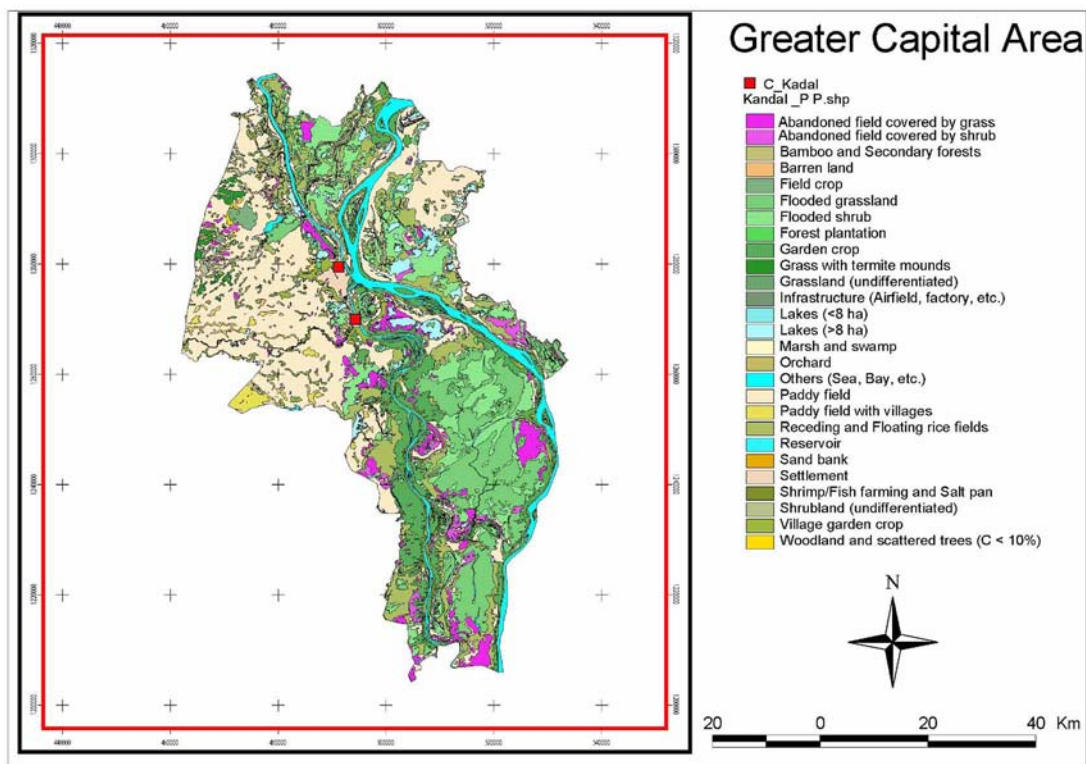 Greater Capital Area
C_Kadal
Kandal _P P.shp
Abandoned field covered by grass
Abandoned field covered by shrub
Bamboo and Secondary forests
Barren land
Field crop
Flooded grassland
Flooded shrub
Forest plantation
Garden crop
Grass with termite mounds
Grassland (undifferentiated)
Infrastructure (Airfield, factory, etc.)
Lakes (<8 ha)
Lakes (>8 ha)
Marsh and swamp
Orchard
Others (Sea, Bay, etc.)
Paddy field
Paddy field with villages
Receding and Floating rice fields
Reservoir
Sand bank
Settlement
Shrimp/Fish farming and Salt pan
Shrubland (undifferentiated)
Village garden crop
Woodland and scattered trees (C < 10%)
N
20 0 20 40 Km